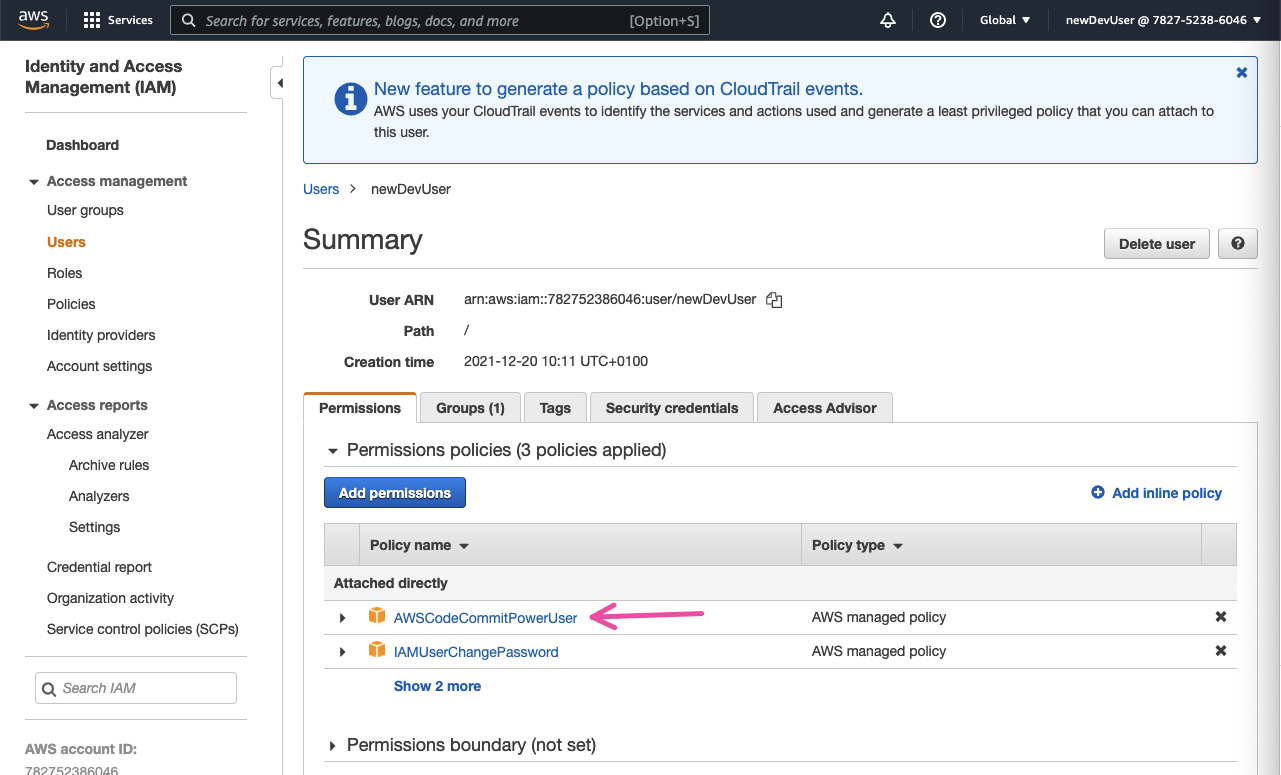 aws
Services
Search for services, features, blogs, docs, and more [Option+S]
Global
newDevUser @ 7827-5238-6046
Identity and Access
Management (IAM)
Dashboard
Access management
User groups
Users
Roles
Policies
Identity providers
Account settings
Access reports
Access analyzer
Archive rules
Analyzers
Settings
Credential report
Organization activity
Service control policies (SCPs)
Search IAM
AWS account ID:
782752386046
New feature to generate a policy based on CloudTrail events.
AWS uses your CloudTrail events to identify the services and actions used and generate a least privileged policy that you can attach to
this user.
Users > newDevUser
Summary
Delete user
User ARN arn:aws:iam::782752386046:user/newDevUser
Path /
Creation time 2021-12-20 10:11 UTC+0100
Permissions Groups (1) Tags Security credentials Access Advisor
Permissions policies (3 policies applied)
Add permissions
Add inline policy
Policy name Policy type
Attached directly
AWSCodeCommitPowerUser AWS managed policy
IAMUserChangePassword AWS managed policy
Show 2 more
Permissions boundary (not set)